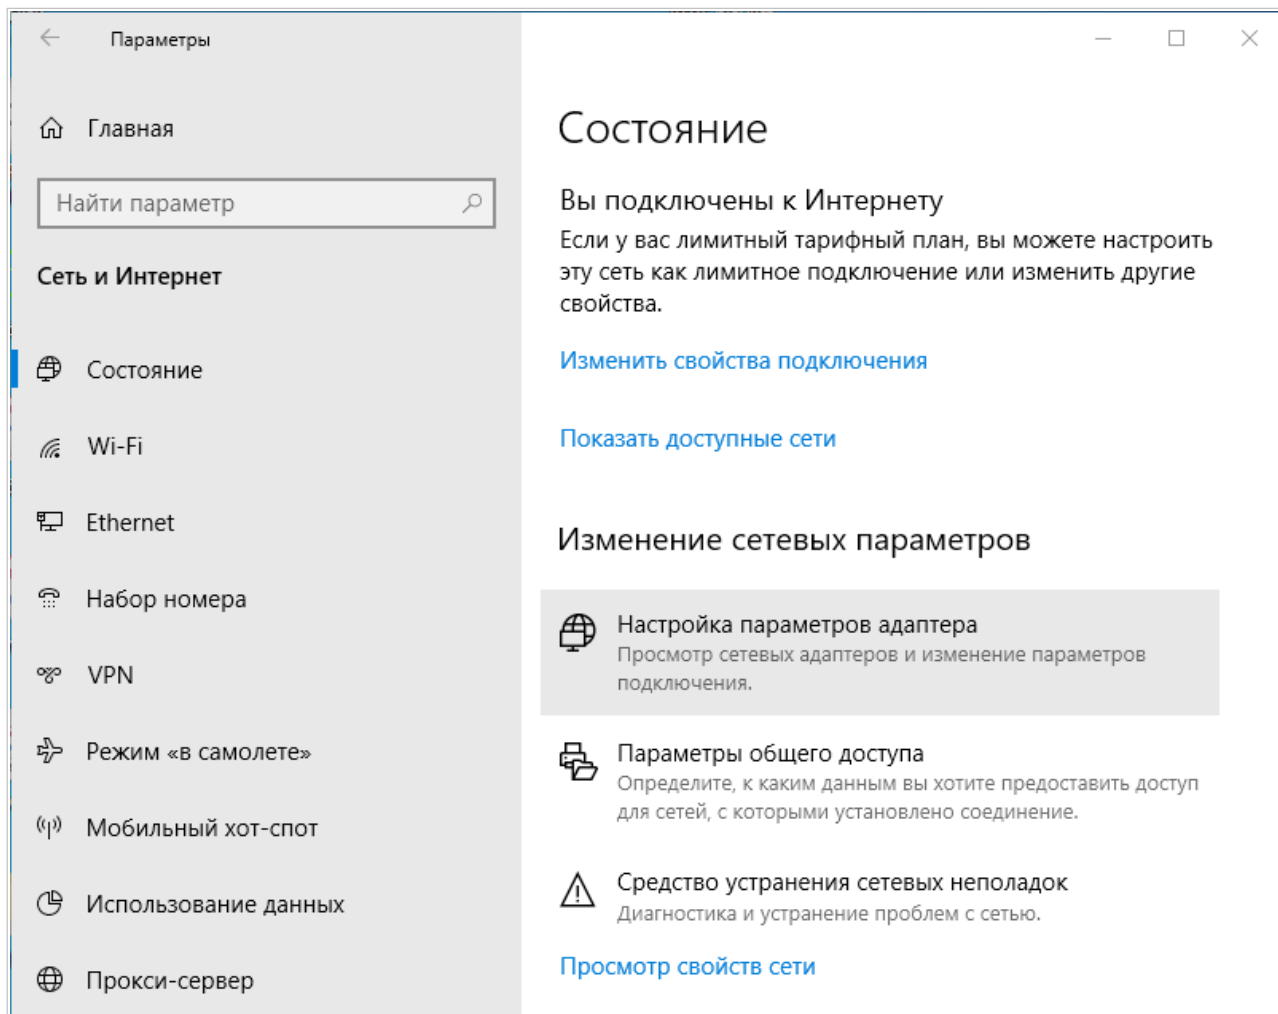 Параметры
Главная
Найти параметр
Сеть и Интернет
Состояние
Wi-Fi
Ethernet
Набор номера
VPN
Режим «в самолете»
Мобильный хот-спот
Использование данных
Прокси-сервер
Состояние
Вы подключены к Интернету
Если у вас лимитный тарифный план, вы можете настроить
эту сеть как лимитное подключение или изменить другие
свойства.
Изменить свойства подключения
Показать доступные сети
Изменение сетевых параметров
Настройка параметров адаптера
Просмотр сетевых адаптеров и изменение параметров
подключения.
Параметры общего доступа
Определите, к каким данным вы хотите предоставить доступ
для сетей, с которыми установлено соединение.
Средство устранения сетевых неполадок
Диагностика и устранение проблем с сетью.
Просмотр свойств сети